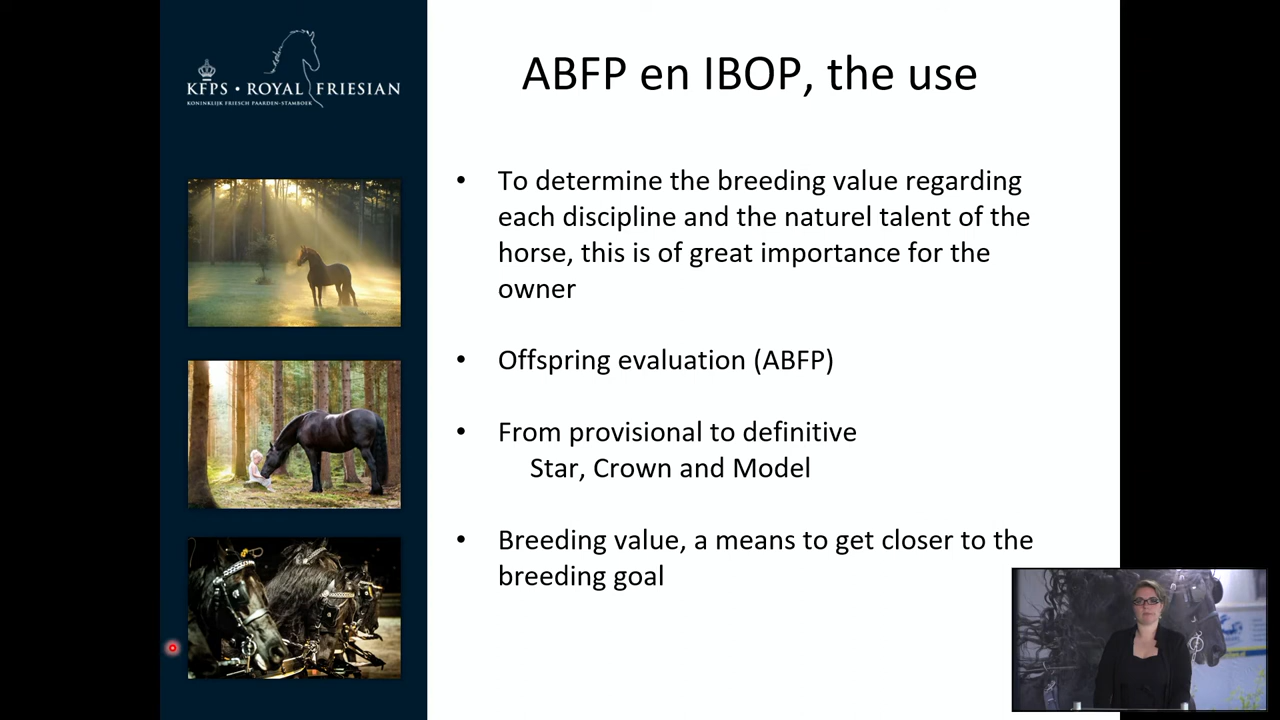 KFPS • ROYAL FRIESIAN
KONINKLIJK FRIESCH PAARDEN-STAMBOEK
ABFP en IBOP, the use
• To determine the breeding value regarding
each discipline and the naturel talent of the
horse, this is of great importance for the
owner
• Offspring evaluation (ABFP)
• From provisional to definitive
Star, Crown and Model
• Breeding value, a means to get closer to the
breeding goal